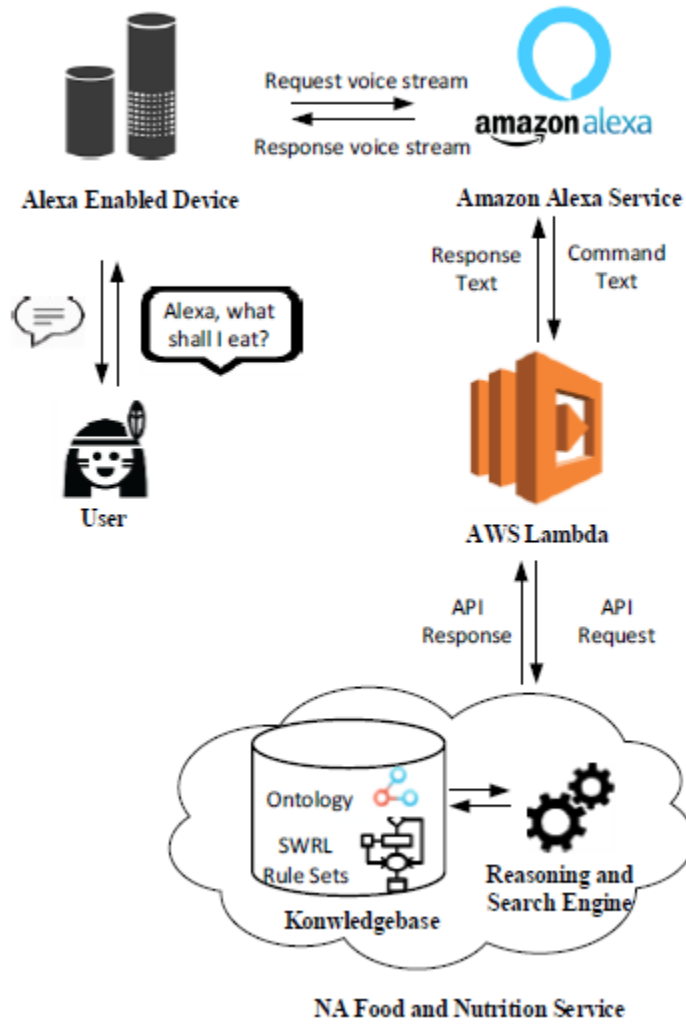 Request voice stream
Response voice stream
amazon alexa
Alexa Enabled Device
Amazon Alexa Service
Response
Text
Command
Text
Alexa, what
shall I eat?
User
AWS Lambda
API
Response
API
Request
Ontology
SWRL
Rule Sets
Konwledgebase
Reasoning and
Search Engine
NA Food and Nutrition Service